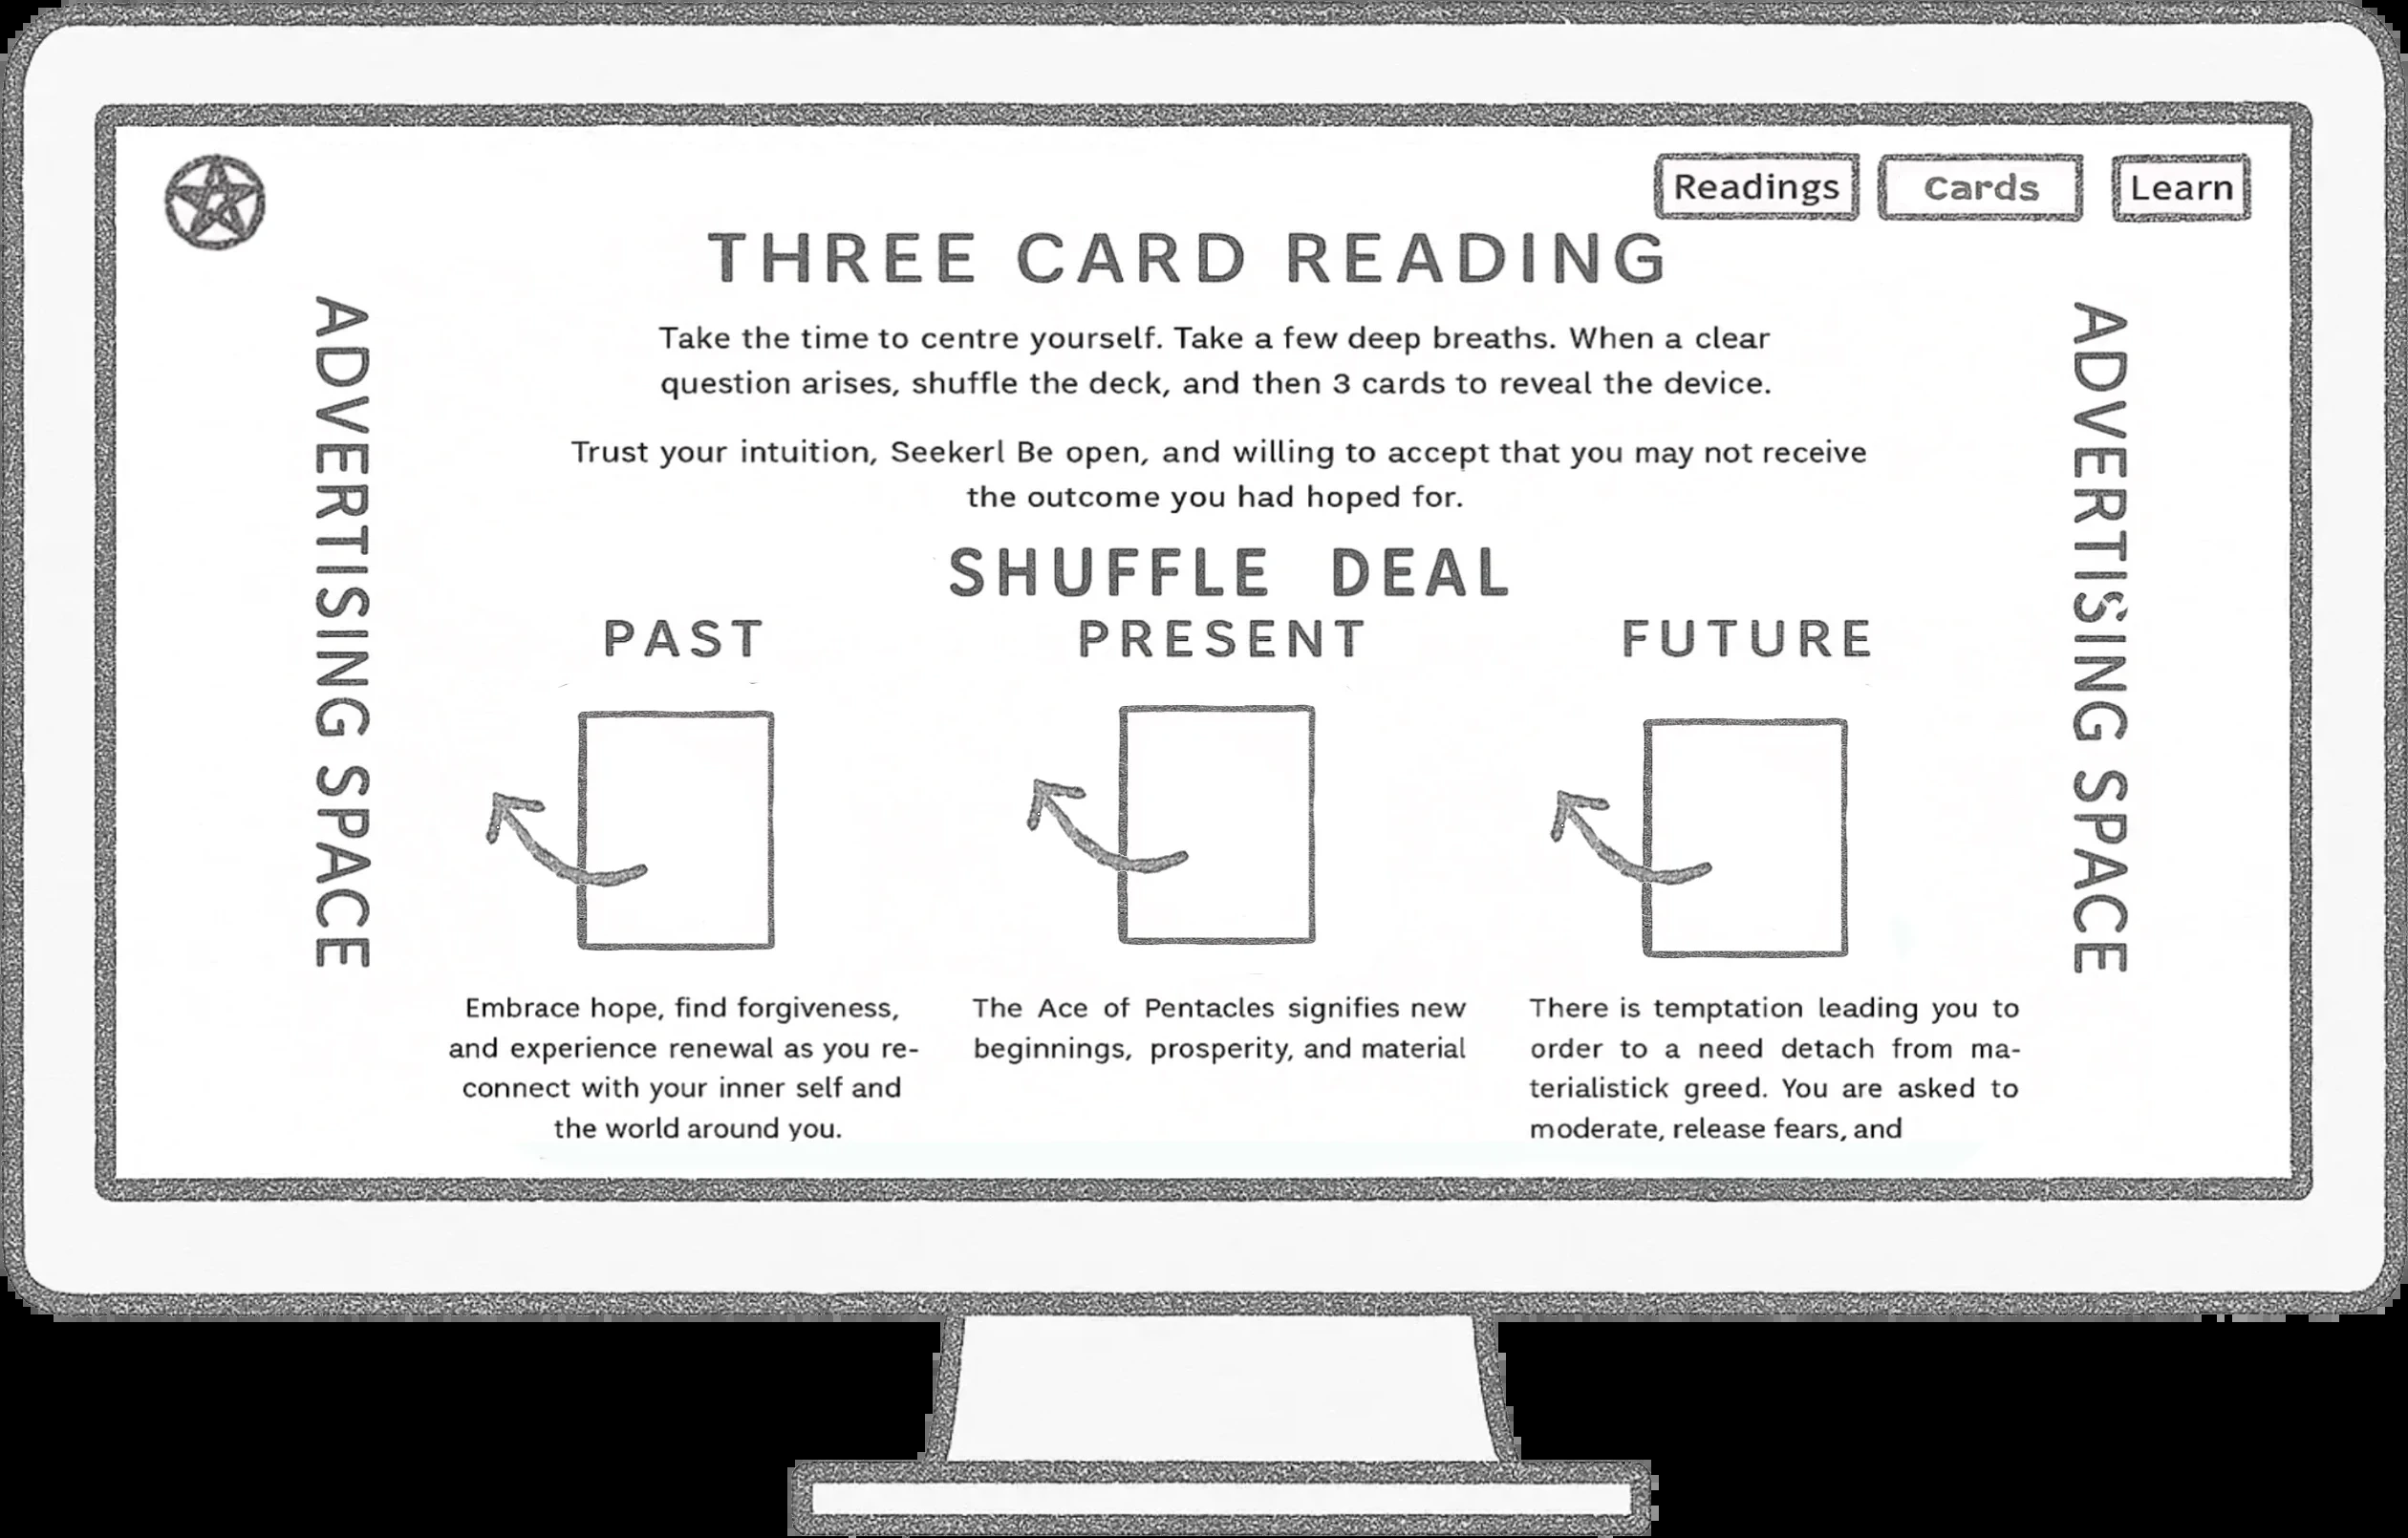 Readings
Cards
Learn
THREE CARD READING
Take the time to centre yourself. Take a few deep breaths. When a clear
question arises, shuffle the deck, and then 3 cards to reveal the device.
Trust your intuition, Seekerl Be open, and willing to accept that you may not receive
the outcome you had hoped for.
SHUFFLE DEAL
ADVERTISING SPACE
PAST
Embrace hope, find forgiveness,
and experience renewal as you re-
connect with your inner self and
the world around you.
PRESENT
The Ace of Pentacles signifies new
beginnings, prosperity, and material
FUTURE
There is temptation leading you to
order to a need detach from ma-
terialistick greed. You are asked to
moderate, release fears, and
ADVERTISING SPACE